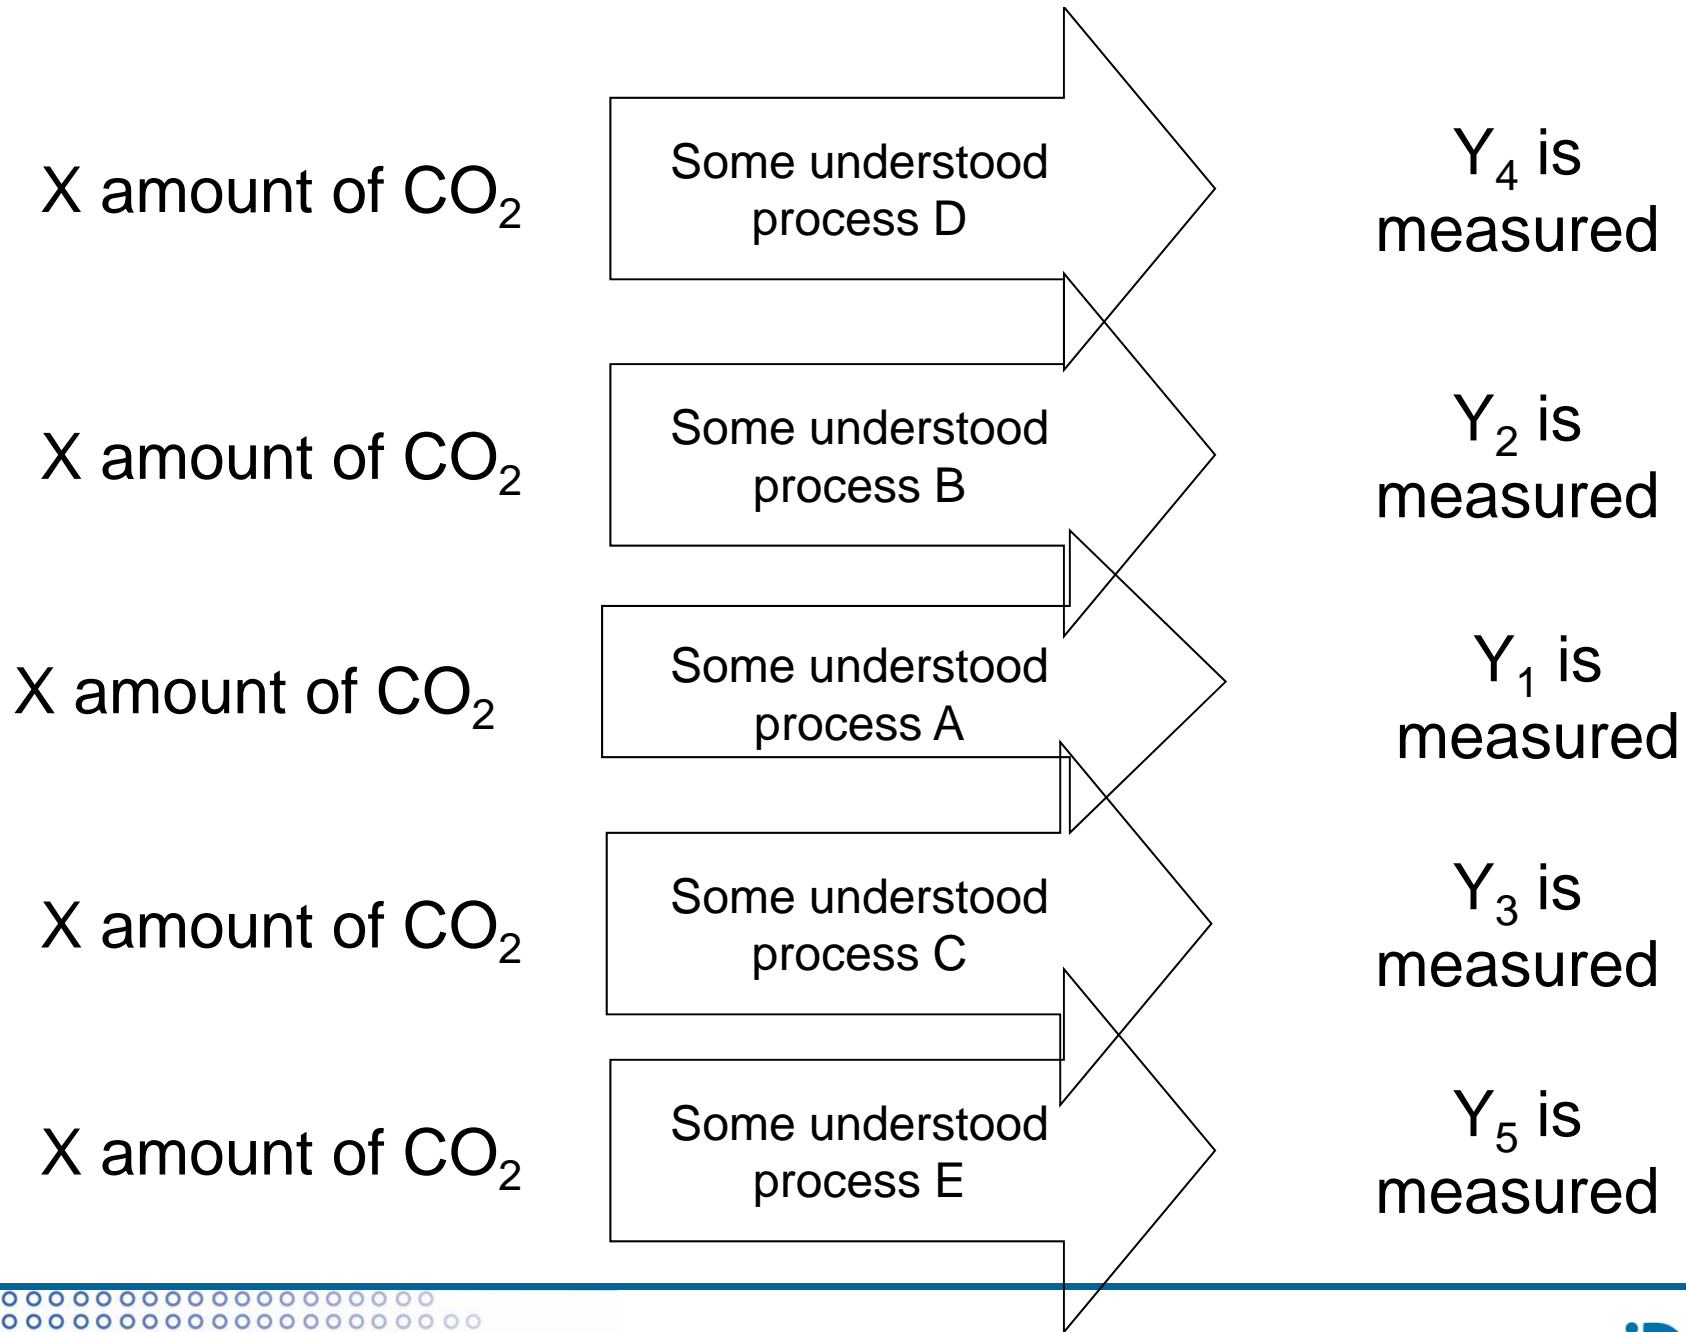 X amount of CO₂
Some understood
process D
Y₄ is
measured
X amount of CO₂
Some understood
process B
Y₂ is
measured
X amount of CO₂
Some understood
process A
Y₁ is
measured
X amount of CO₂
Some understood
process C
Y₃ is
measured
X amount of CO₂
Some understood
process E
Y₅ is
measured